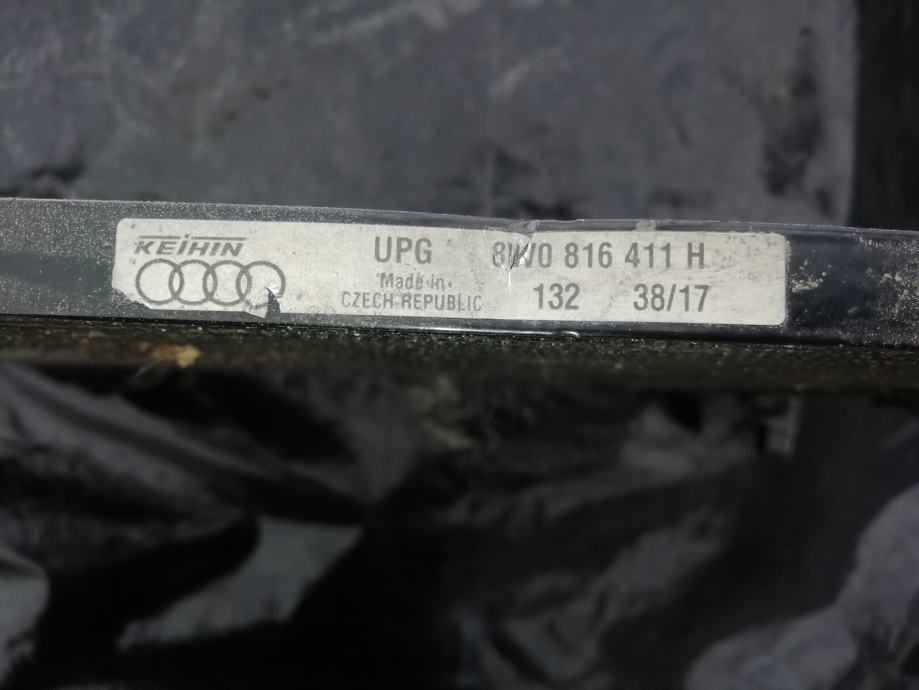 KEIHIN
UPG 8W0 816 411 H
Made in
CZECH REPUBLIC 132 38/17